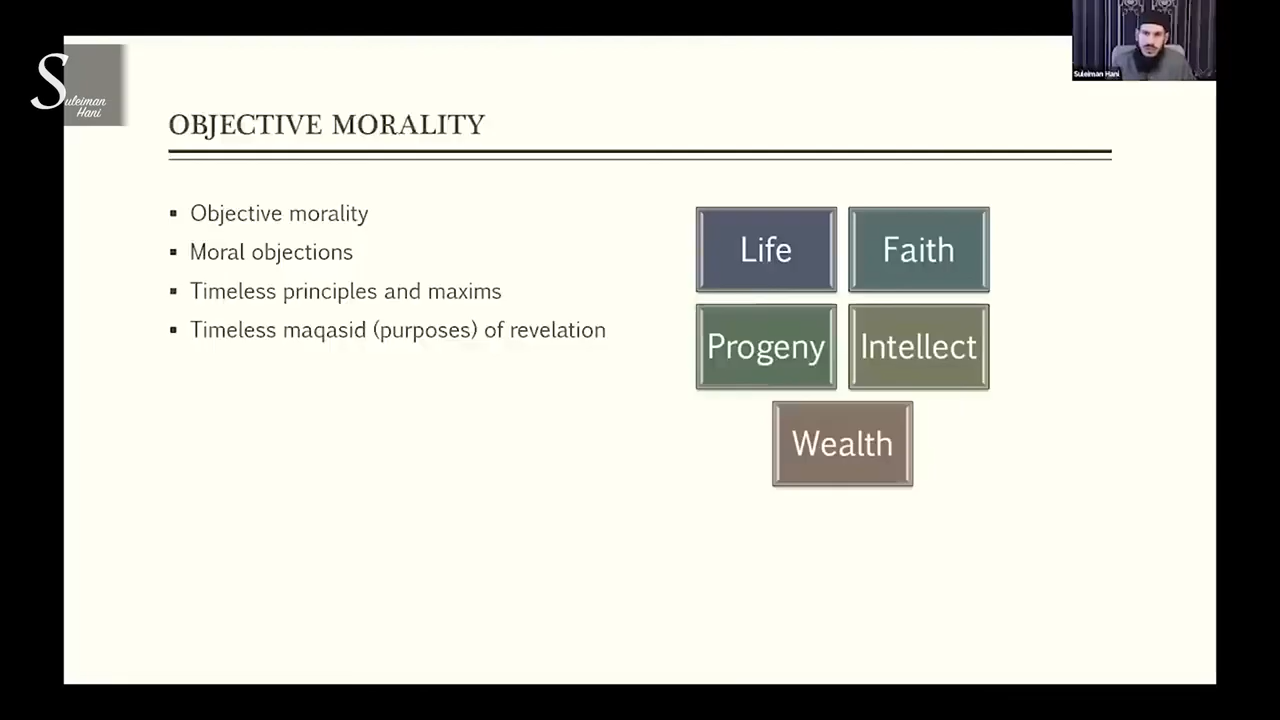 Suleiman
Hani
Suleiman Hani
OBJECTIVE MORALITY
Objective morality
Moral objections
Timeless principles and maxims
Timeless maqasid (purposes) of revelation
Life
Faith
Progeny
Intellect
Wealth